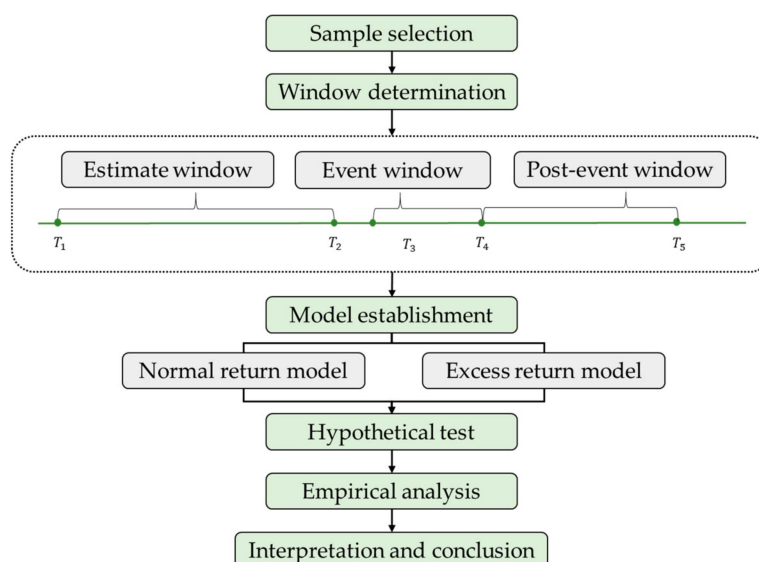 Sample selection
Window determination
Estimate window Event window Post-event window
T₁ T₂ T₃ T₄ T₅
Model establishment
Normal return model Excess return model
Hypothetical test
Empirical analysis
Interpretation and conclusion